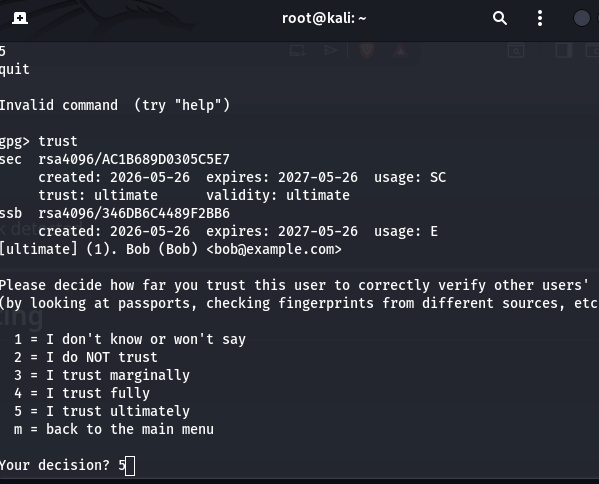 root@kali: ~
5
quit
Invalid command  (try "help")
gpg> trust
sec  rsa4096/AC1B689D0305C5E7
     created: 2026-05-26  expires: 2027-05-26  usage: SC
     trust: ultimate      validity: ultimate
ssb  rsa4096/346DB6C4489F2BB6
     created: 2026-05-26  expires: 2027-05-26  usage: E
[ultimate] (1). Bob (Bob) <bob@example.com>
Please decide how far you trust this user to correctly verify other users'
(by looking at passports, checking fingerprints from different sources, etc
  1 = I don't know or won't say
  2 = I do NOT trust
  3 = I trust marginally
  4 = I trust fully
  5 = I trust ultimately
  m = back to the main menu
Your decision? 5